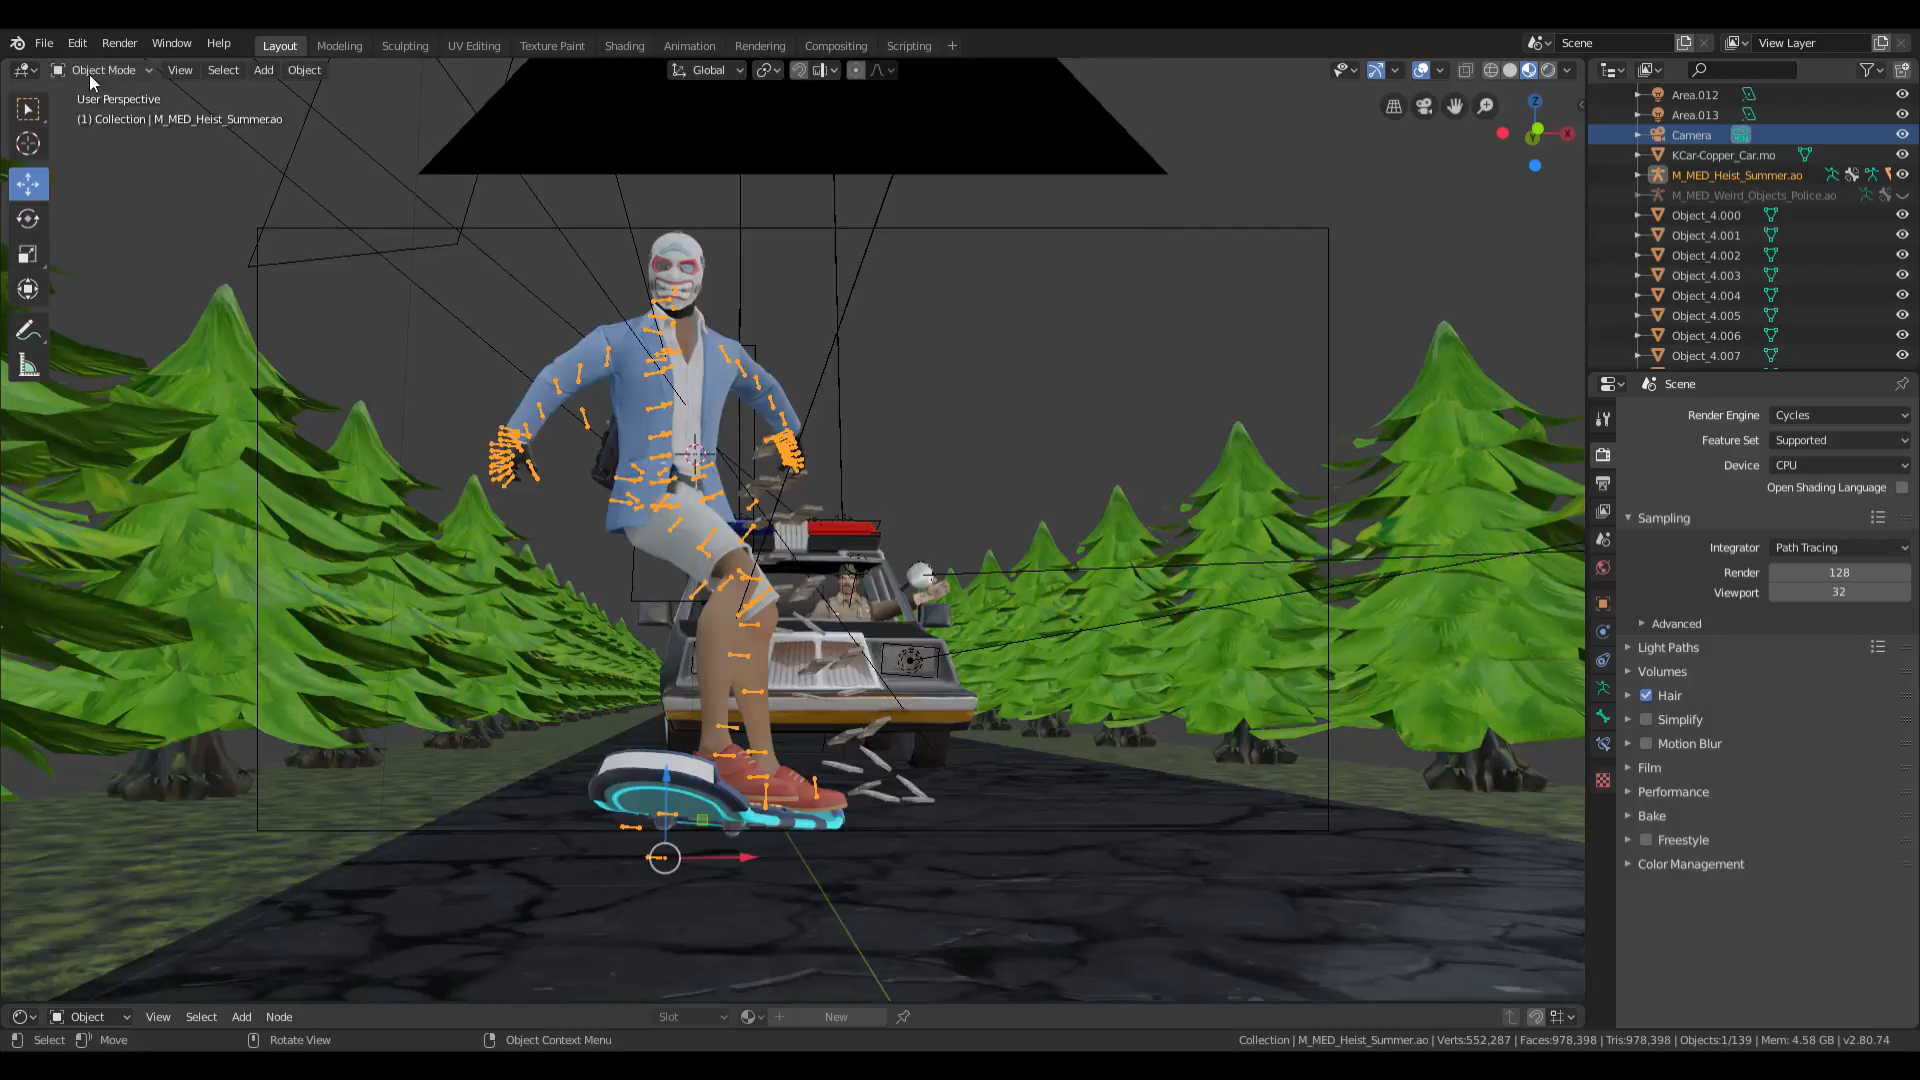 File Edit Render Window Help Layout Modeling Sculpting UV Editing Texture Paint Shading Animation Rendering Compositing Scripting + Scene View Layer
Object Mode View Select Add Object Global
User Perspective
(1) Collection | M_MED_Heist_Summer.ao
Z
X
Y
Area.012
Area.013
Camera
KCar-Copper_Car.mo
M_MED_Heist_Summer.ao
M_MED_Weird_Objects_Police.ao
Object_4.000
Object_4.001
Object_4.002
Object_4.003
Object_4.004
Object_4.005
Object_4.006
Object_4.007
Scene
Render Engine Cycles
Feature Set Supported
Device CPU
Open Shading Language
Sampling
Integrator Path Tracing
Render 128
Viewport 32
Advanced
Light Paths
Volumes
Hair
Simplify
Motion Blur
Film
Performance
Bake
Freestyle
Color Management
Object View Select Add Node Slot + New
Select Move Rotate View Object Context Menu Collection | M_MED_Heist_Summer.ao | Verts:552,287 | Faces:978,398 | Tris:978,398 | Objects:1/139 | Mem: 4.58 GB | v2.80.74